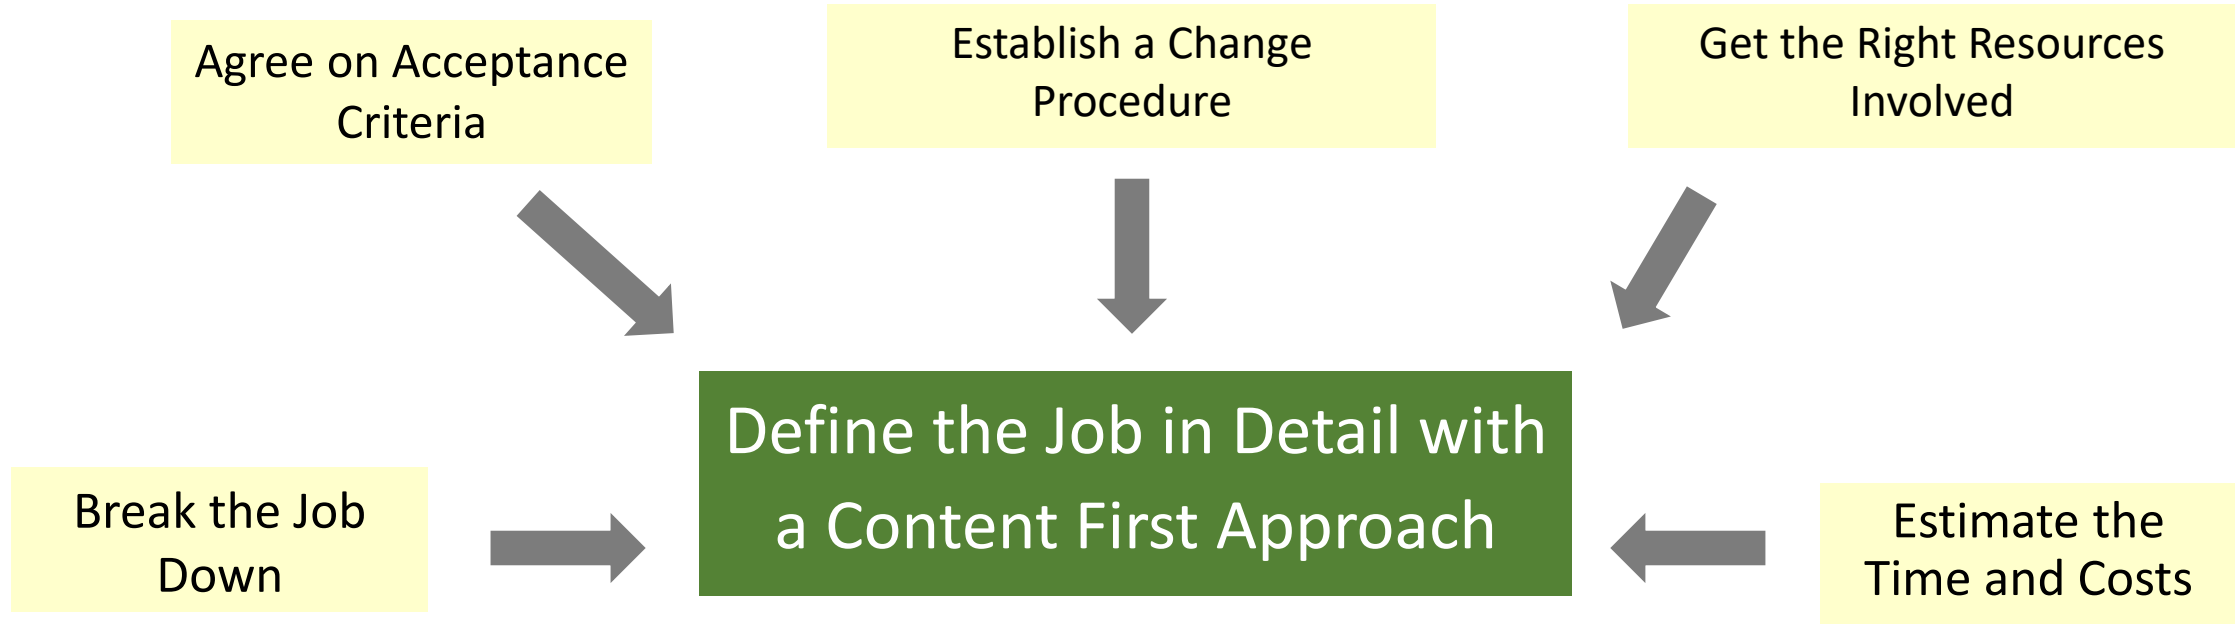 Agree on Acceptance
Criteria
Establish a Change
Procedure
Get the Right Resources
Involved
Define the Job in Detail with
a Content First Approach
Break the Job
Down
Estimate the
Time and Costs